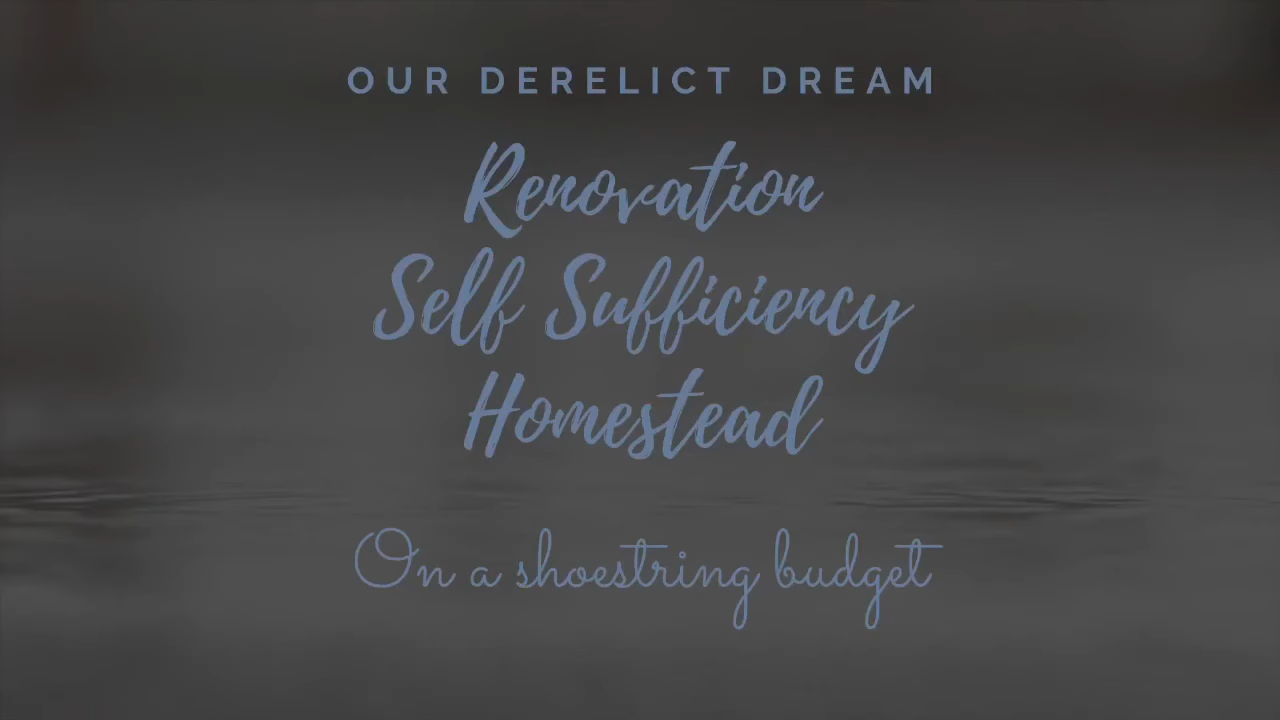 OUR DERELICT DREAM
Renovation
Self Sufficiency
Homestead
On a shoestring budget